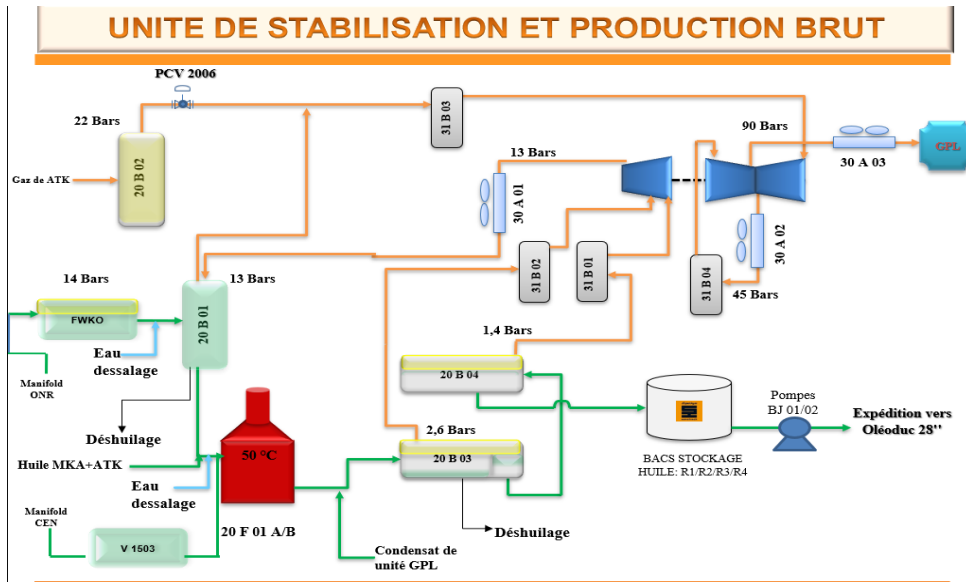 UNITE DE STABILISATION ET PRODUCTION BRUT
PCV 2006
22 Bars
31 B 03
90 Bars
GPL
30 A 03
13 Bars
Gaz de ATK
20 B 02
30 A 01
30 A 02
31 B 02
31 B 01
31 B 04
45 Bars
14 Bars
13 Bars
FWKO
20 B 01
Eau
dessalage
Manifold
ONR
1,4 Bars
20 B 04
Pompes
BJ 01/02
Expédition vers
Oléoduc 28''
Déshuilage
2,6 Bars
BACS STOCKAGE
HUILE: R1/R2/R3/R4
Huile MKA+ATK
50 °C
20 B 03
Eau
dessalage
Manifold
CEN
20 F 01 A/B
Déshuilage
V 1503
Condensat de
unité GPL